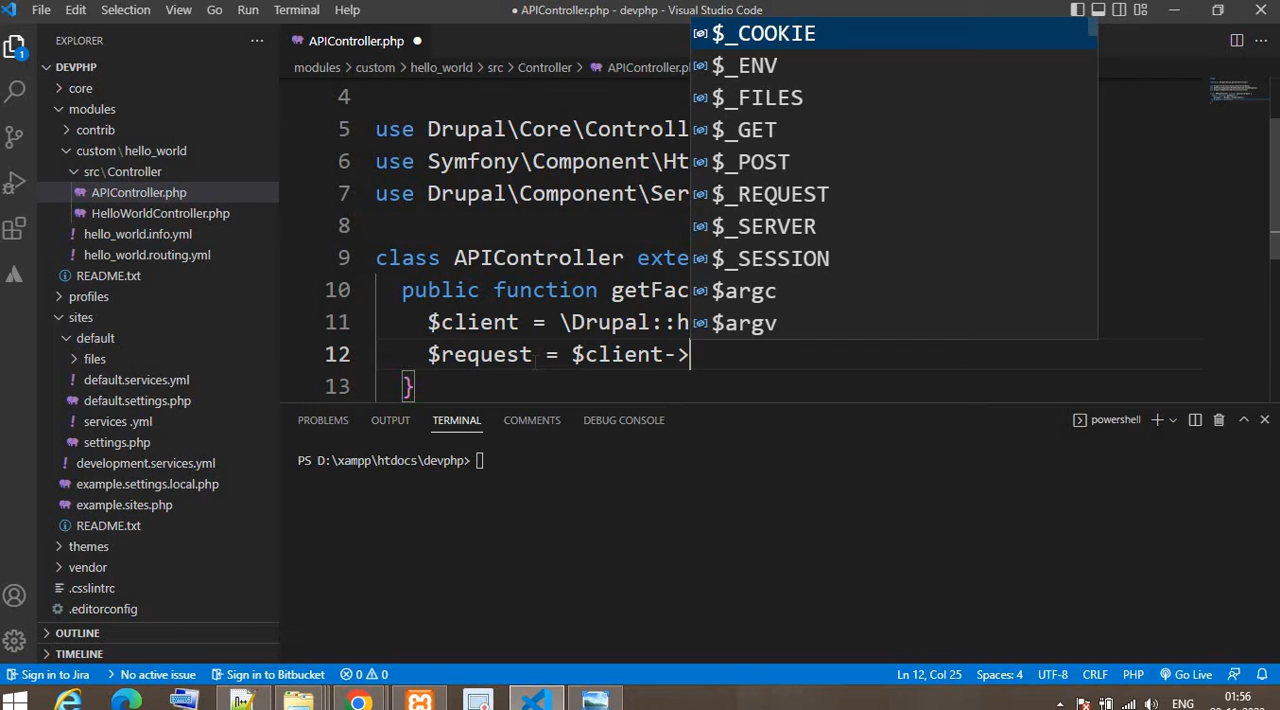 File Edit Selection View Go Run Terminal Help
● APIController.php - devphp - Visual Studio Code
EXPLORER
DEVPHP
core
modules
contrib
custom\hello_world
src\Controller
APIController.php
HelloWorldController.php
hello_world.info.yml
hello_world.routing.yml
README.txt
profiles
sites
default
files
default.services.yml
default.settings.php
services .yml
settings.php
development.services.yml
example.settings.local.php
example.sites.php
README.txt
themes
vendor
.csslintrc
.editorconfig
OUTLINE
TIMELINE
1
APIController.php ●
modules > custom > hello_world > src > Controller > APIController.p
4
5 use Drupal\Core\Controll
6 use Symfony\Component\Ht
7 use Drupal\Component\Ser
8
9 class APIController exte
10 public function getFac
11 $client = \Drupal::h
12 $request = $client->
13 }
$_COOKIE
$_ENV
$_FILES
$_GET
$_POST
$_REQUEST
$_SERVER
$_SESSION
$argc
$argv
PROBLEMS OUTPUT TERMINAL COMMENTS DEBUG CONSOLE
powershell
PS D:\xampp\htdocs\devphp>
Sign in to Jira No active issue Sign in to Bitbucket 0 0
Ln 12, Col 25 Spaces: 4 UTF-8 CRLF PHP Go Live
ENG
01:56